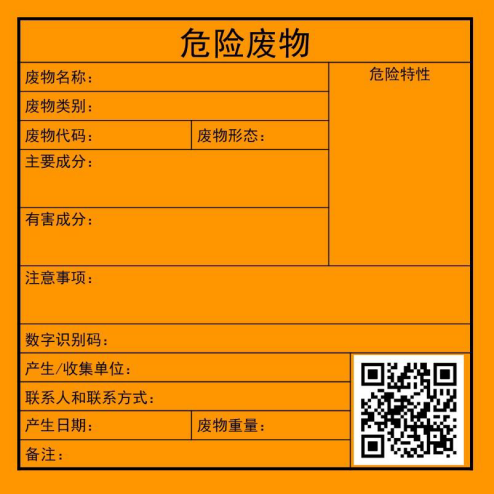 危险废物
废物名称：
危险特性
废物类别：
废物代码：
废物形态：
主要成分：
有害成分：
注意事项：
数字识别码：
产生/收集单位：
联系人和联系方式：
产生日期：
废物重量：
备注：